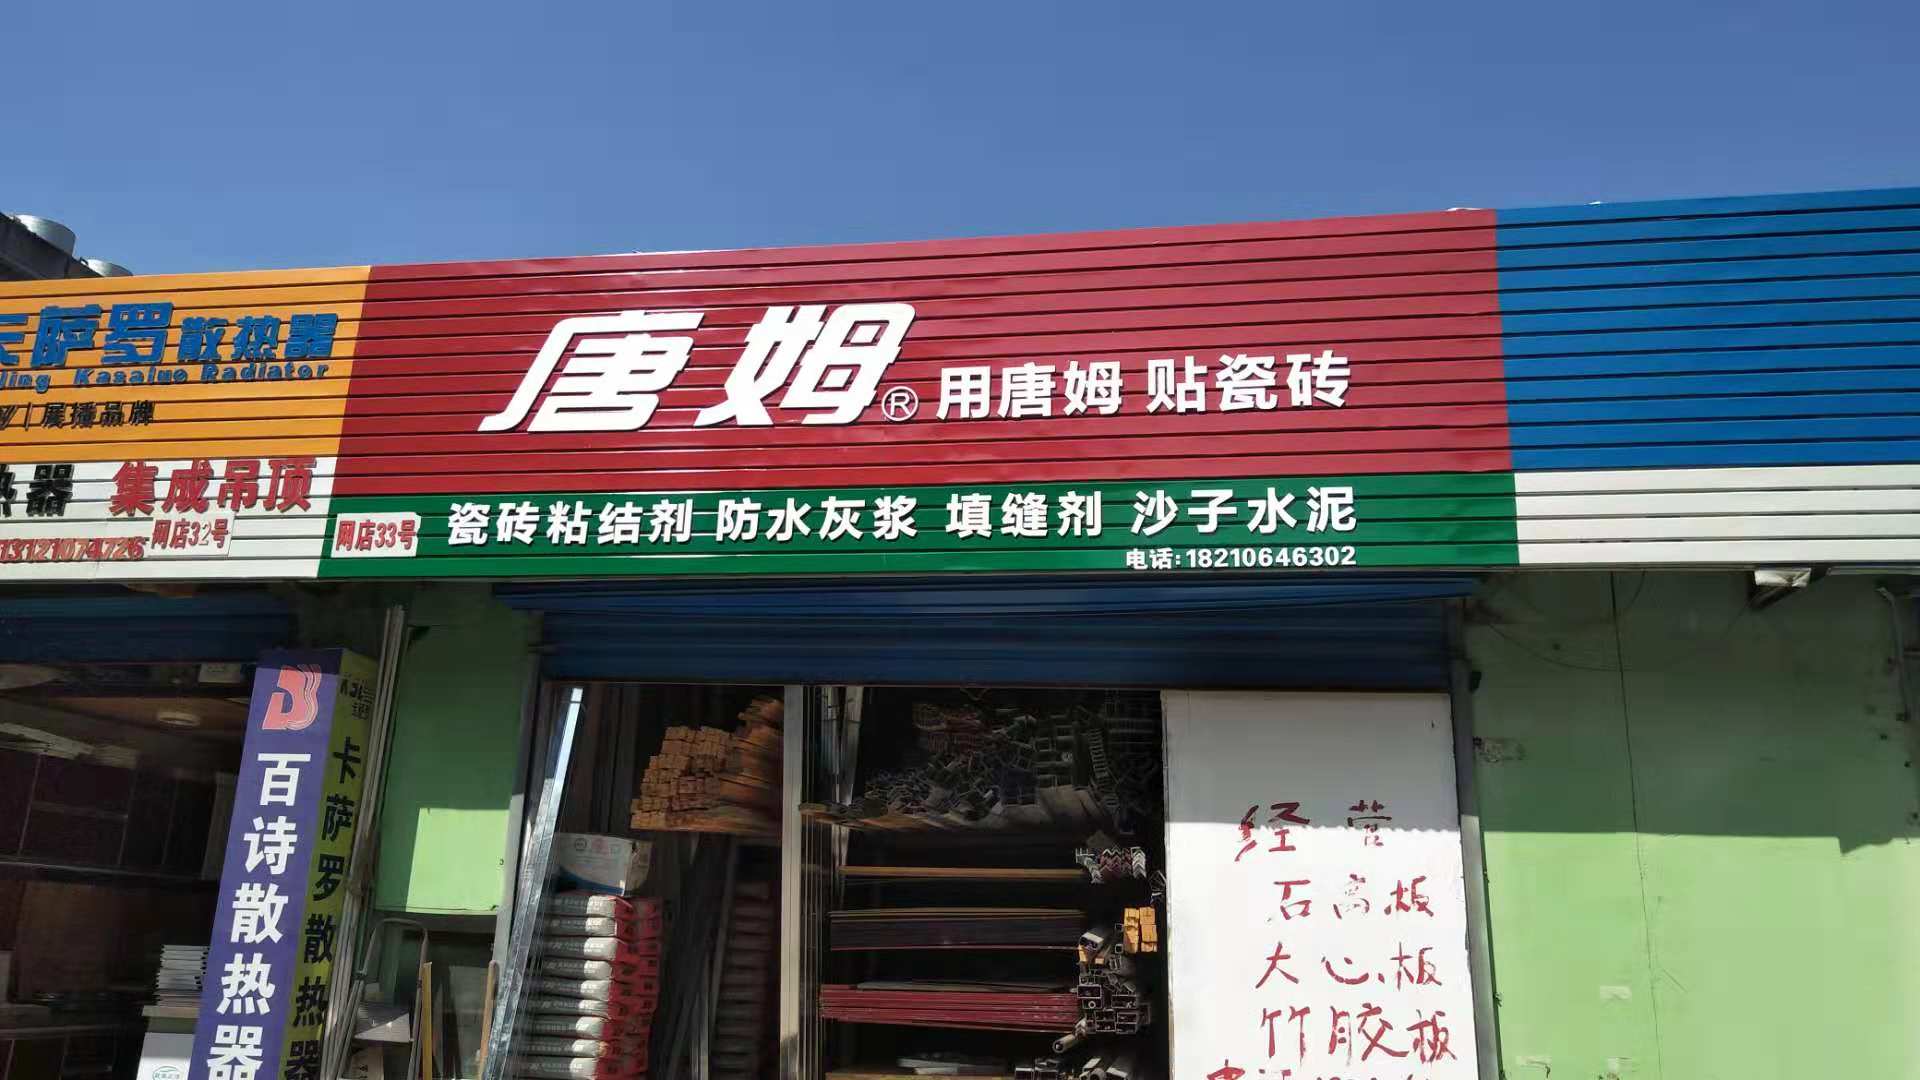 萨罗散热器
Kasaluo Radiator
展播品牌
热器 集成吊顶
网店32号
13121074726
唐姆® 用唐姆 贴瓷砖
网店33号
瓷砖粘结剂 防水灰浆 填缝剂 沙子水泥
电话:18210646302
百诗散热器
卡萨罗散热器
经营
石高板
大心板
竹胶板